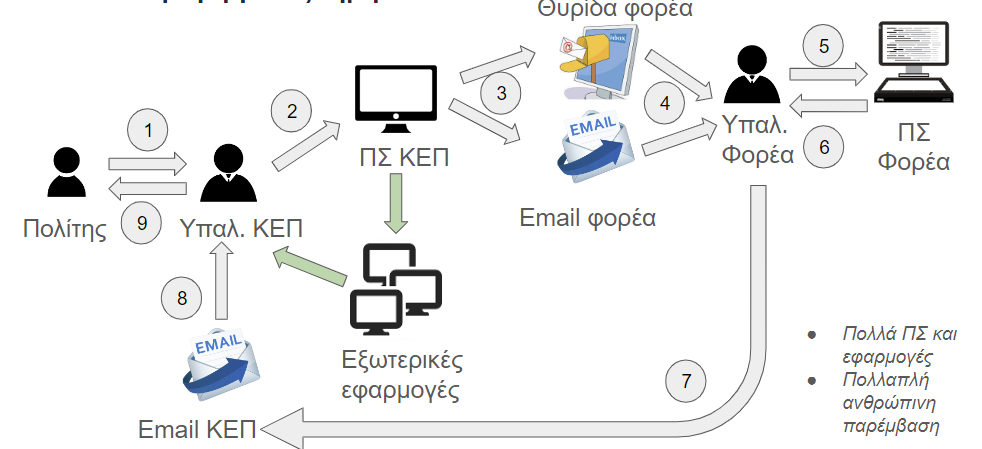 Θυρίδα φορέα
inbox
@
1
2
3
4
5
6
EMAIL
Πολίτης
9
Υπαλ. ΚΕΠ
ΠΣ ΚΕΠ
Υπαλ.
Φορέα
ΠΣ
Φορέα
Email φορέα
8
EMAIL
Email ΚΕΠ
Εξωτερικές
εφαρμογές
7
● Πολλά ΠΣ και
εφαρμογές
● Πολλαπλή
ανθρώπινη
παρέμβαση